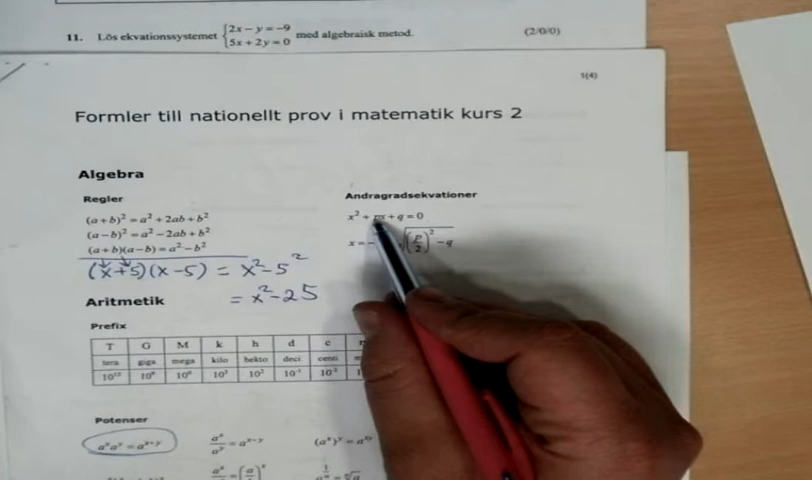 11. Lös ekvationssystemet {2x − y = −9 med algebraisk metod. (2/0/0)
5x + 2y = 0
1(4)
Formler till nationellt prov i matematik kurs 2
Algebra
Regler
(a + b)² = a² + 2ab + b²
(a − b)² = a² − 2ab + b²
(a + b)(a − b) = a² − b²
(x+5)(x-5) = x²-5²
= x²-25
Andragradsekvationer
x² + px + q = 0
x = − (p/2)² − q
Aritmetik
Prefix
T G M k h d c
tera giga mega kilo hekto deci centi
10¹² 10⁹ 10⁶ 10³ 10² 10⁻¹ 10⁻²
Potenser
aˣaʸ = aˣ⁺ʸ aˣ/aʸ = aˣ⁻ʸ (aˣ)ʸ = aˣʸ